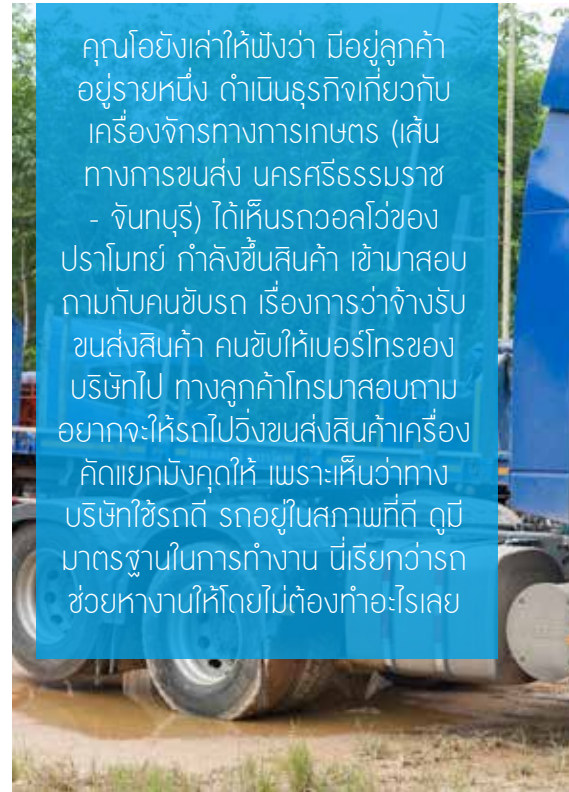 คุณโอยังเล่าให้ฟังว่า มีอยู่ลูกค้า
อยู่รายหนึ่ง ดำเนินธุรกิจเกี่ยวกับ
เครื่องจักรทางการเกษตร (เส้น
ทางการขนส่ง นครศรีธรรมราช
- จันทบุรี) ได้เห็นรถวอลโว่ของ
ปราโมทย์ กำลังขึ้นสินค้า เข้ามาสอบ
ถามกับคนขับรถ เรื่องการว่าจ้างรับ
ขนส่งสินค้า คนขับให้เบอร์โทรของ
บริษัทไป ทางลูกค้าโทรมาสอบถาม
อยากจะให้รถไปวิ่งขนส่งสินค้าเครื่อง
คัดแยกมังคุดให้ เพราะเห็นว่าทาง
บริษัทใช้รถดี รถอยู่ในสภาพที่ดี ดูมี
มาตรฐานในการทำงาน นี่เรียกว่ารถ
ช่วยหางานให้โดยไม่ต้องทำอะไรเลย